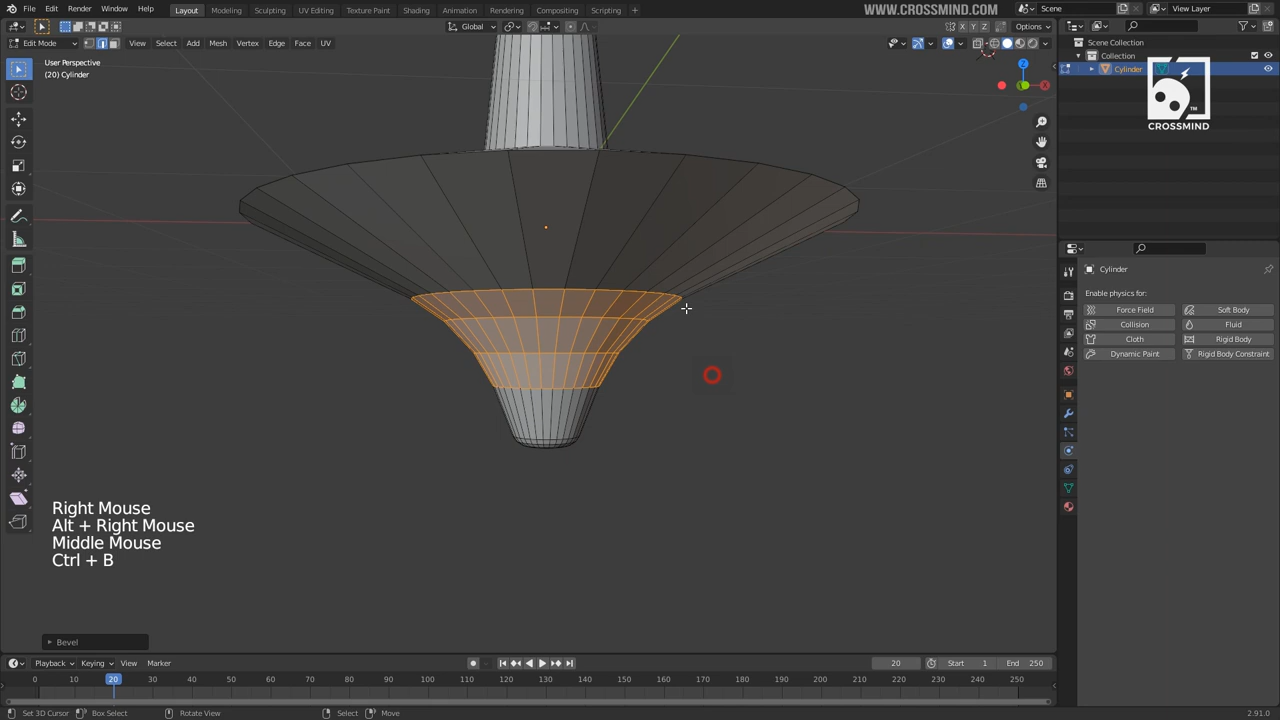 File Edit Render Window Help Layout Modeling Sculpting UV Editing Texture Paint Shading Animation Rendering Compositing Scripting + WWW.CROSSMIND.COM Scene View Layer
Global Options
X Y Z
Edit Mode View Select Add Mesh Vertex Edge Face UV
User Perspective
(20) Cylinder
Scene Collection
Collection
Cylinder
Z
X
TM
CROSSMIND
Cylinder
Enable physics for:
Force Field Soft Body
Collision Fluid
Cloth Rigid Body
Dynamic Paint Rigid Body Constraint
Right Mouse
Alt + Right Mouse
Middle Mouse
Ctrl + B
Bevel
Playback Keying View Marker 20 Start 1 End 250
0 10 20 30 40 50 60 70 80 90 100 110 120 130 140 150 160 170 180 190 200 210 220 230 240 250
Set 3D Cursor Box Select Rotate View Select Move 2.91.0